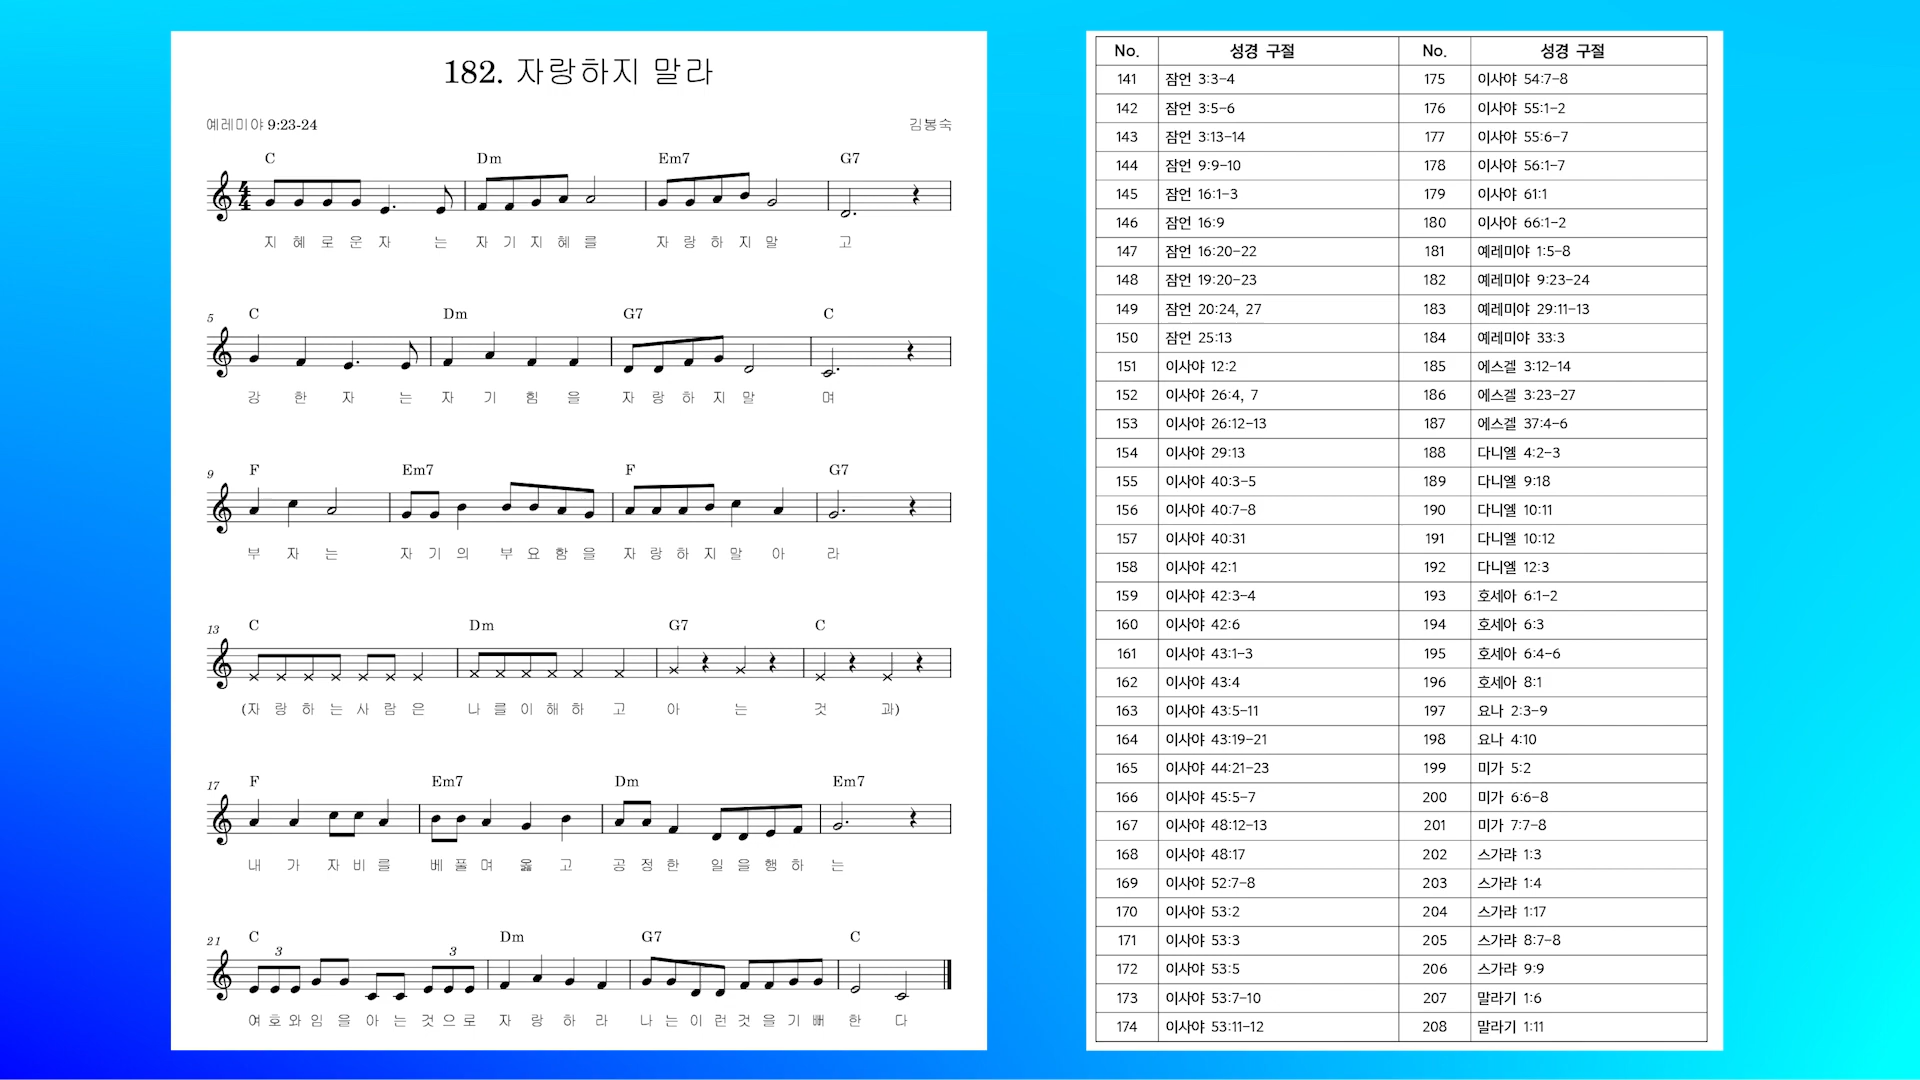 182. 자랑하지 말라
예레미야 9:23-24 김봉숙
C Dm Em7 G7
4/4
지 혜 로 운 자 는 자 기 지 혜 를 자 랑 하 지 말 고
5 C Dm G7 C
강 한 자 는 자 기 힘 을 자 랑 하 지 말 며
9 F Em7 F G7
부 자 는 자 기 의 부 요 함 을 자 랑 하 지 말 아 라
13 C Dm G7 C
(자 랑 하 는 사 람 은 나 를 이 해 하 고 아 는 것 과)
17 F Em7 Dm Em7
내 가 자 비 를 베 풀 며 옳 고 공 정 한 일 을 행 하 는
21 C Dm G7 C
3 3
여 호 와 임 을 아 는 것 으 로 자 랑 하 라 나 는 이 런 것 을 기 뻐 한 다
No. 성경 구절 No. 성경 구절
141 잠언 3:3-4 175 이사야 54:7-8
142 잠언 3:5-6 176 이사야 55:1-2
143 잠언 3:13-14 177 이사야 55:6-7
144 잠언 9:9-10 178 이사야 56:1-7
145 잠언 16:1-3 179 이사야 61:1
146 잠언 16:9 180 이사야 66:1-2
147 잠언 16:20-22 181 예레미야 1:5-8
148 잠언 19:20-23 182 예레미야 9:23-24
149 잠언 20:24, 27 183 예레미야 29:11-13
150 잠언 25:13 184 예레미야 33:3
151 이사야 12:2 185 에스겔 3:12-14
152 이사야 26:4, 7 186 에스겔 3:23-27
153 이사야 26:12-13 187 에스겔 37:4-6
154 이사야 29:13 188 다니엘 4:2-3
155 이사야 40:3-5 189 다니엘 9:18
156 이사야 40:7-8 190 다니엘 10:11
157 이사야 40:31 191 다니엘 10:12
158 이사야 42:1 192 다니엘 12:3
159 이사야 42:3-4 193 호세아 6:1-2
160 이사야 42:6 194 호세아 6:3
161 이사야 43:1-3 195 호세아 6:4-6
162 이사야 43:4 196 호세아 8:1
163 이사야 43:5-11 197 요나 2:3-9
164 이사야 43:19-21 198 요나 4:10
165 이사야 44:21-23 199 미가 5:2
166 이사야 45:5-7 200 미가 6:6-8
167 이사야 48:12-13 201 미가 7:7-8
168 이사야 48:17 202 스가랴 1:3
169 이사야 52:7-8 203 스가랴 1:4
170 이사야 53:2 204 스가랴 1:17
171 이사야 53:3 205 스가랴 8:7-8
172 이사야 53:5 206 스가랴 9:9
173 이사야 53:7-10 207 말라기 1:6
174 이사야 53:11-12 208 말라기 1:11